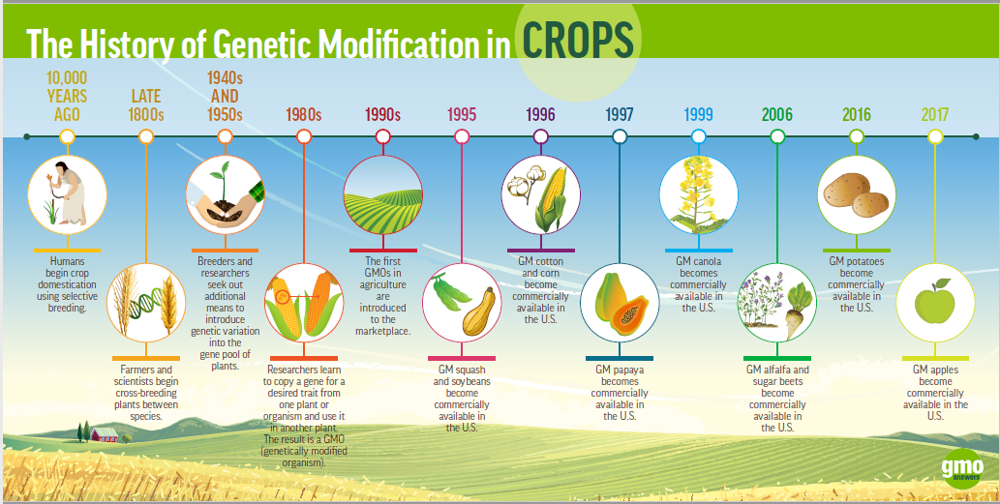 The History of Genetic Modification in CROPS
10,000
YEARS
AGO
Humans
begin crop
domestication
using selective
breeding.
LATE
1800s
Farmers and
scientists begin
cross-breeding
plants between
species.
1940s
AND
1950s
Breeders and
researchers
seek out
additional
means to
introduce
genetic variation
into the
gene pool of
plants.
1980s
Researchers learn
to copy a gene for a
desired trait from
one plant or
organism and use it
in another plant.
The result is a GMO
(genetically modified
organism).
1990s
The first
GMOs in
agriculture
are
introduced
to the
marketplace.
1995
GM squash
and soybeans
become
commercially
available in
the U.S.
1996
GM cotton
and corn
become
commercially
available in
the U.S.
1997
GM papaya
becomes
commercially
available in
the U.S.
1999
GM canola
becomes
commercially
available in
the U.S.
2006
GM alfalfa and
sugar beets
become
commercially
available in
the U.S.
2016
GM potatoes
become
commercially
available in
the U.S.
2017
GM apples
become
commercially
available in the
U.S.
gmo
answers